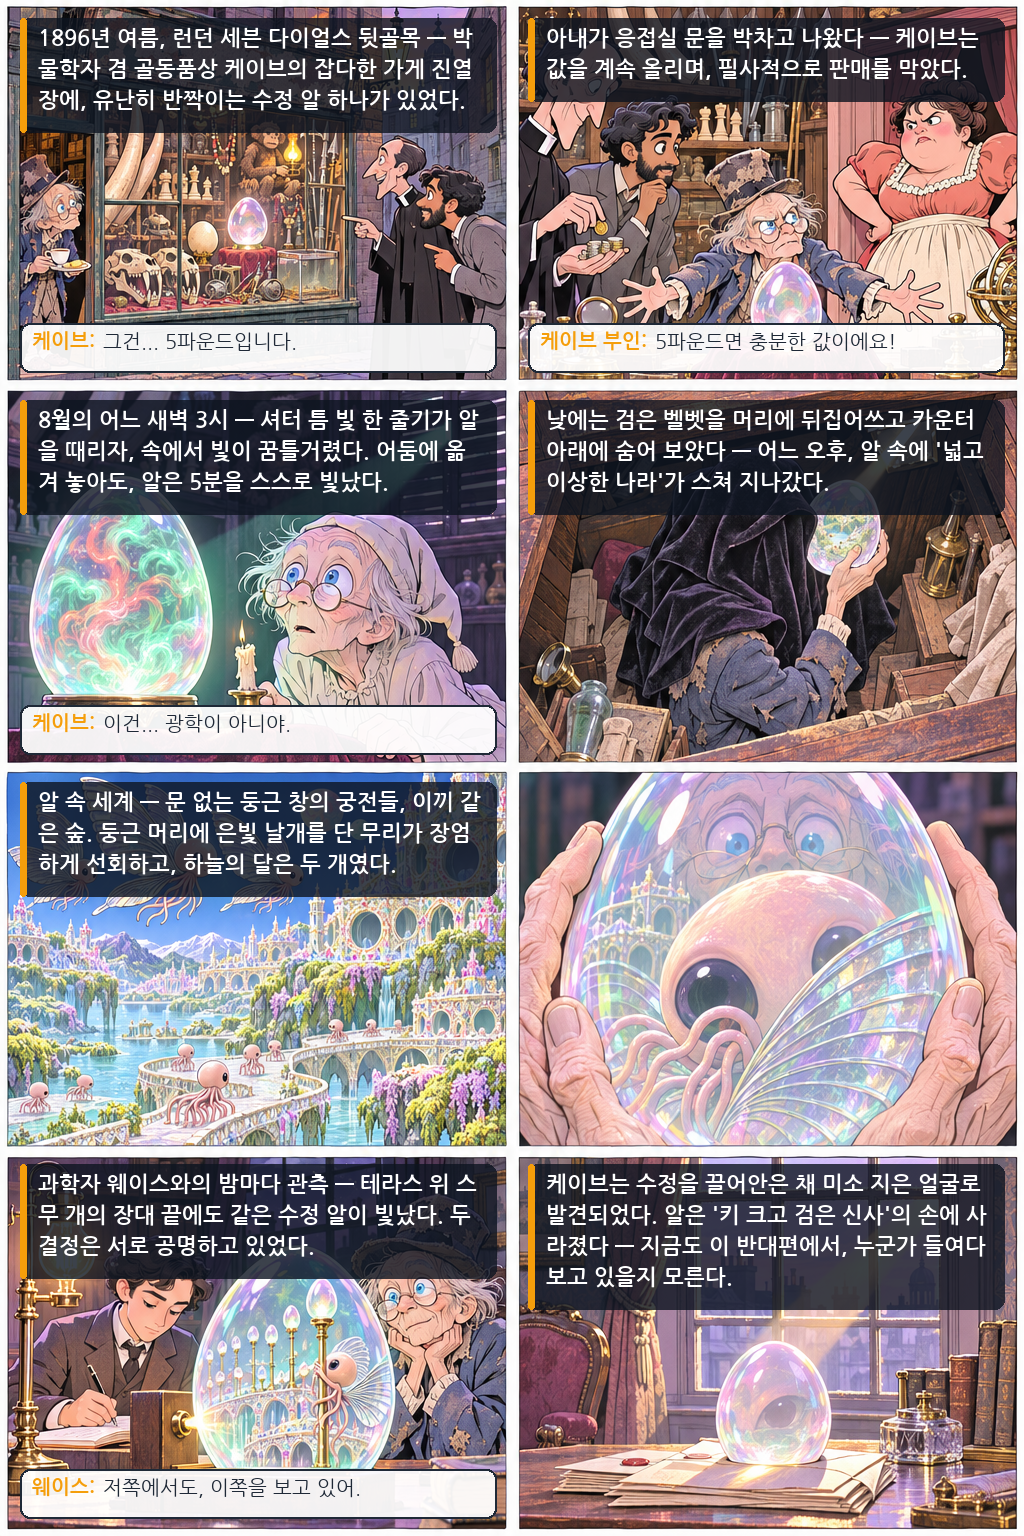 1896년 여름, 런던 세븐 다이얼스 뒷골목 — 박
물학자 겸 골동품상 케이브의 잡다한 가게 진열
장에, 유난히 반짝이는 수정 알 하나가 있었다.
케이브: 그건... 5파운드입니다.
아내가 응접실 문을 박차고 나왔다 — 케이브는
값을 계속 올리며, 필사적으로 판매를 막았다.
케이브 부인: 5파운드면 충분한 값이에요!
8월의 어느 새벽 3시 — 셔터 틈 빛 한 줄기가 알
을 때리자, 속에서 빛이 꿈틀거렸다. 어둠에 옮
겨 놓아도, 알은 5분을 스스로 빛났다.
케이브: 이건... 광학이 아니야.
낮에는 검은 벨벳을 머리에 뒤집어쓰고 카운터
아래에 숨어 보았다 — 어느 오후, 알 속에 '넓고
이상한 나라'가 스쳐 지나갔다.
알 속 세계 — 문 없는 둥근 창의 궁전들, 이끼 같
은 숲. 둥근 머리에 은빛 날개를 단 무리가 장엄
하게 선회하고, 하늘의 달은 두 개였다.
과학자 웨이스와의 밤마다 관측 — 테라스 위 스
무 개의 장대 끝에도 같은 수정 알이 빛났다. 두
결정은 서로 공명하고 있었다.
웨이스: 저쪽에서도, 이쪽을 보고 있어.
케이브는 수정을 끌어안은 채 미소 지은 얼굴로
발견되었다. 알은 '키 크고 검은 신사'의 손에 사
라졌다 — 지금도 이 반대편에서, 누군가 들여다
보고 있을지 모른다.